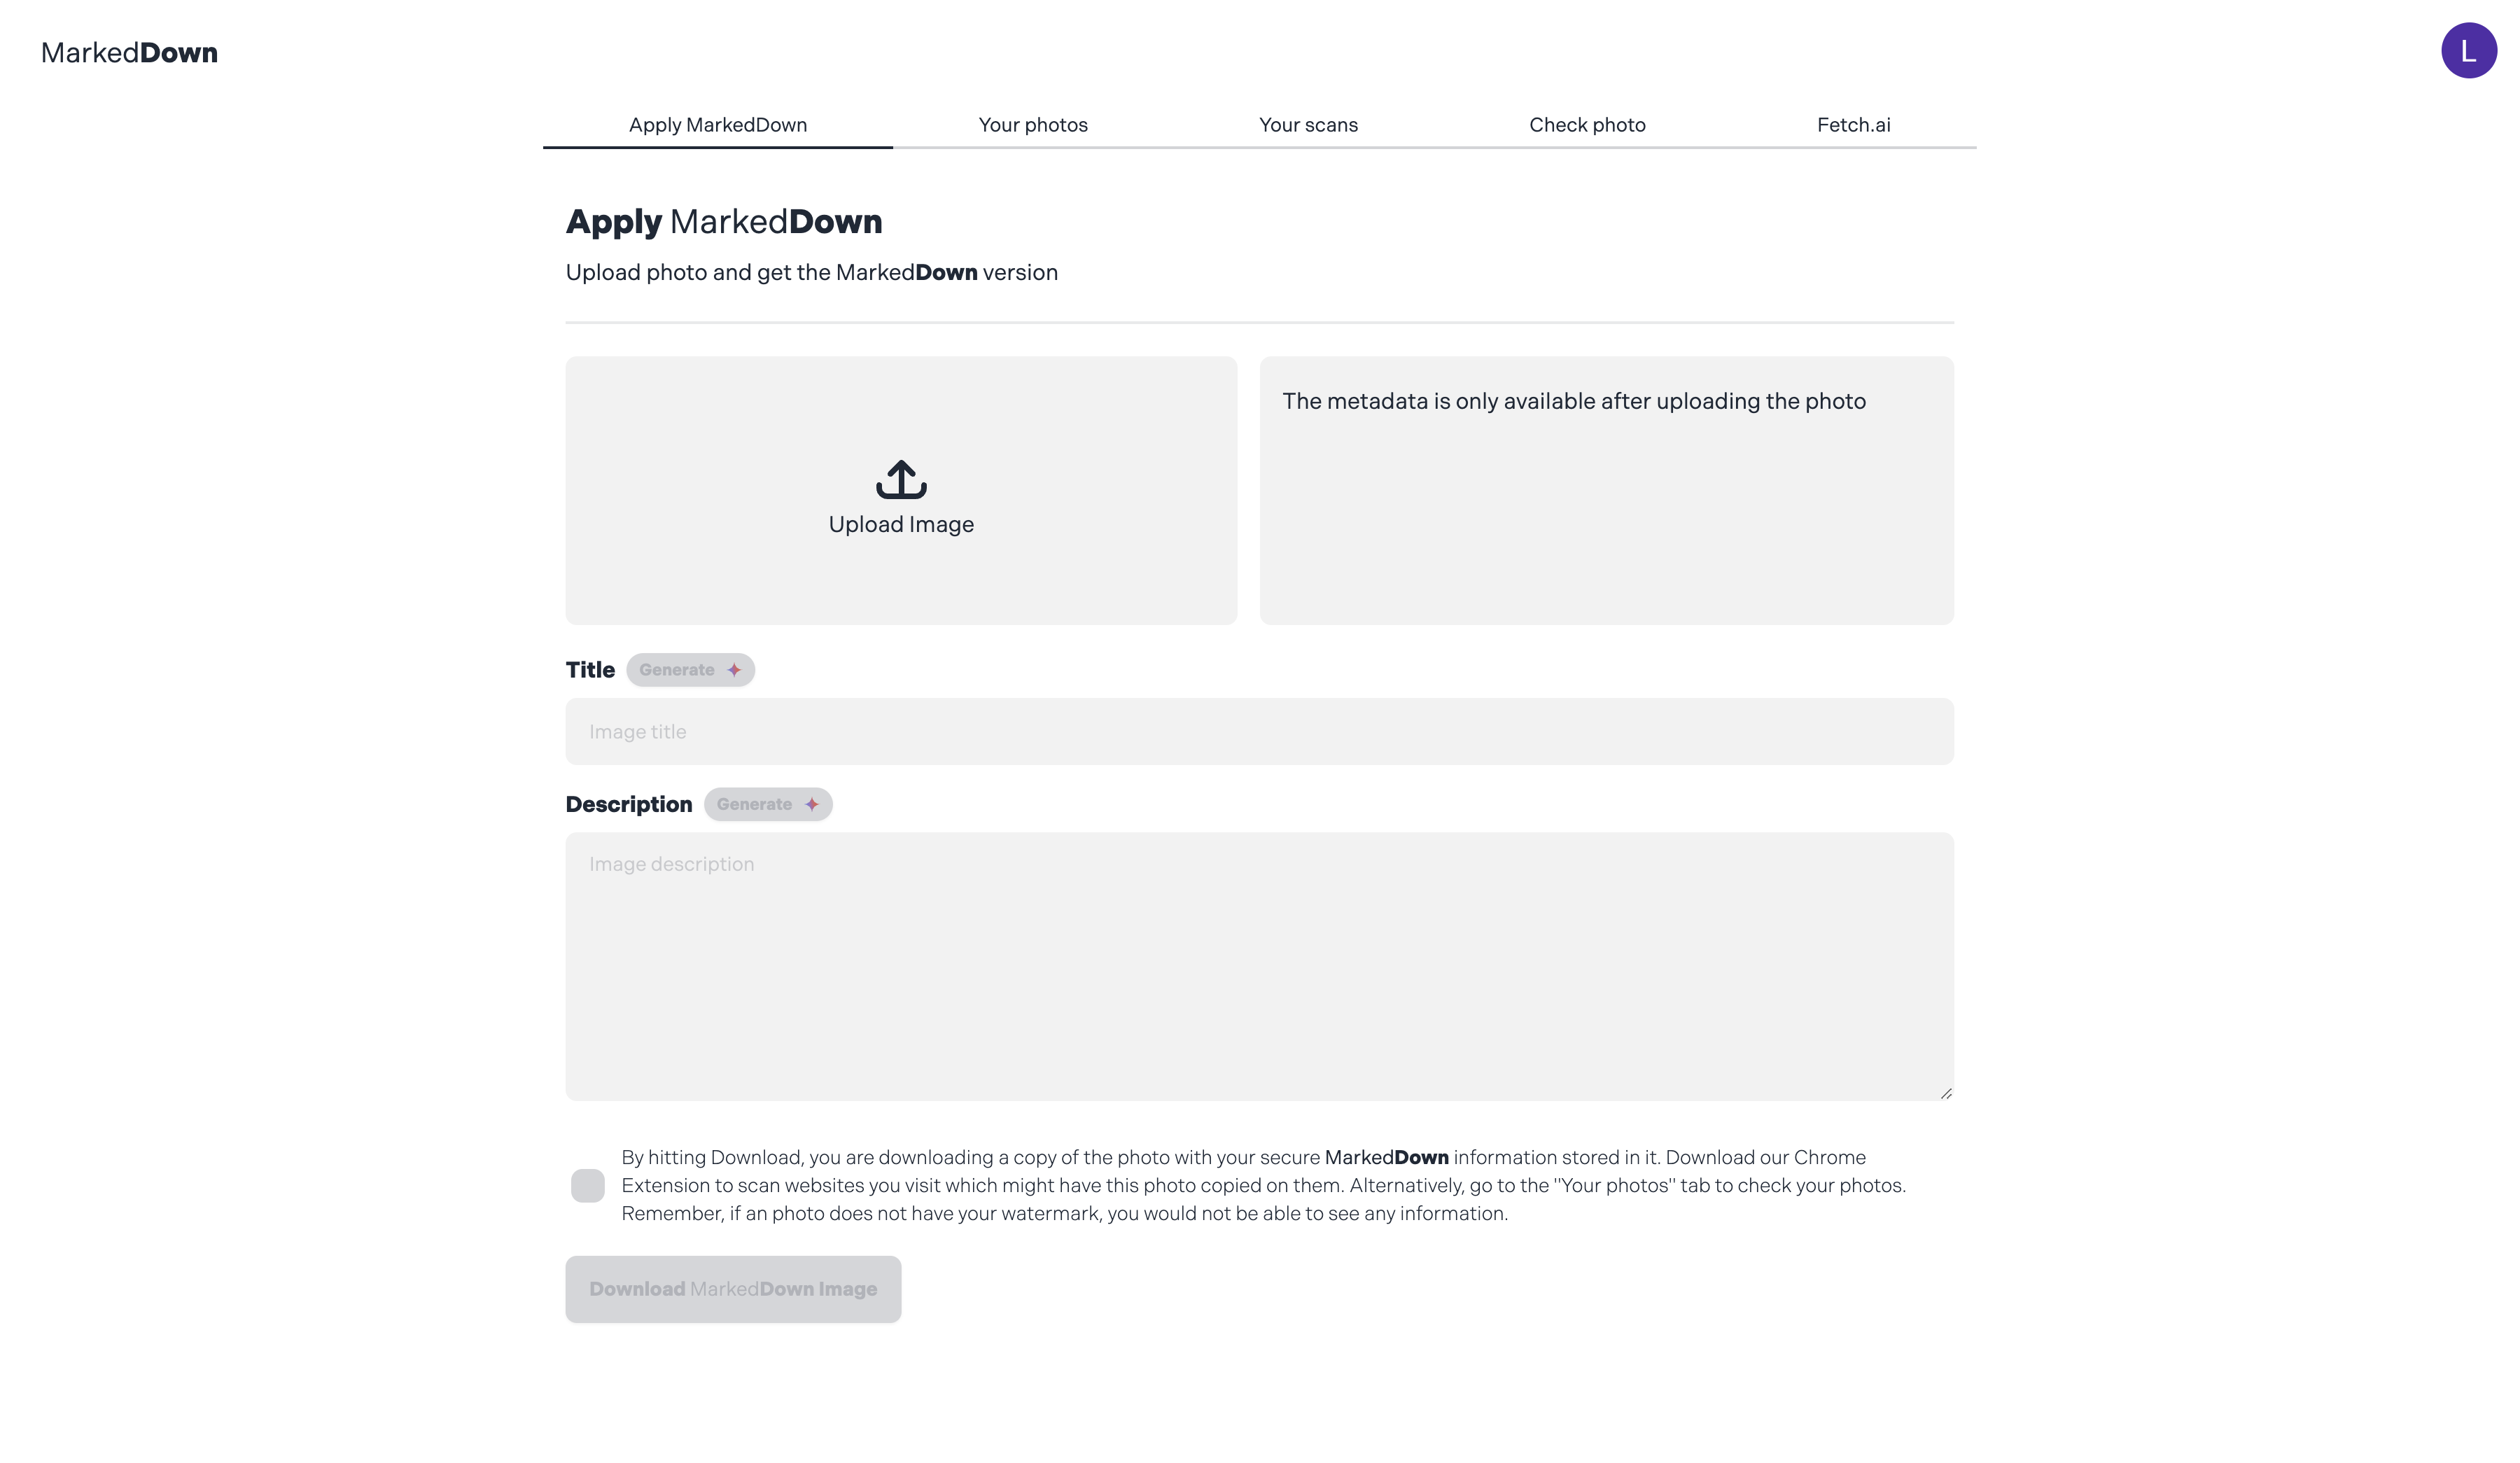 MarkedDown
L
Apply MarkedDown
Your photos
Your scans
Check photo
Fetch.ai
Apply MarkedDown
Upload photo and get the MarkedDown version
Upload Image
The metadata is only available after uploading the photo
Title
Generate
Image title
Description
Generate
Image description
By hitting Download, you are downloading a copy of the photo with your secure MarkedDown information stored in it. Download our Chrome
Extension to scan websites you visit which might have this photo copied on them. Alternatively, go to the "Your photos" tab to check your photos.
Remember, if an photo does not have your watermark, you would not be able to see any information.
Download MarkedDown Image